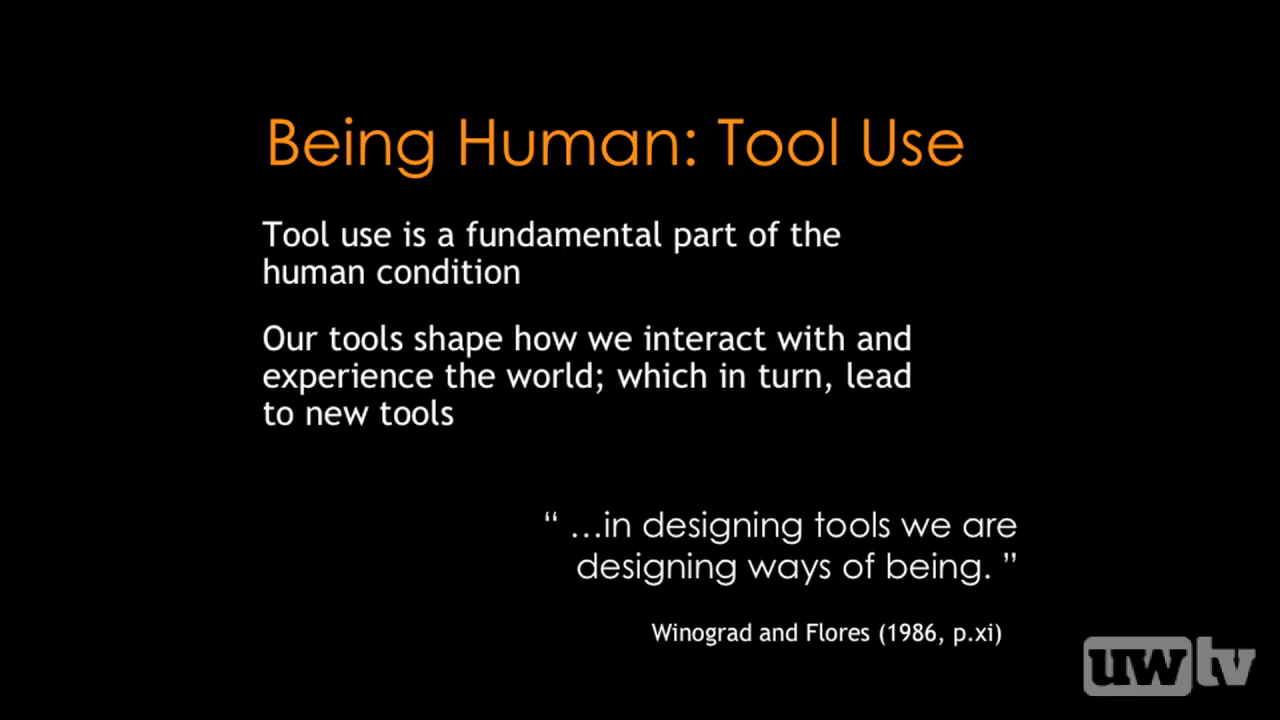 Being Human: Tool Use
Tool use is a fundamental part of the
human condition
Our tools shape how we interact with and
experience the world; which in turn, lead
to new tools
“ …in designing tools we are
designing ways of being. ”
Winograd and Flores (1986, p.xi)
uwtv